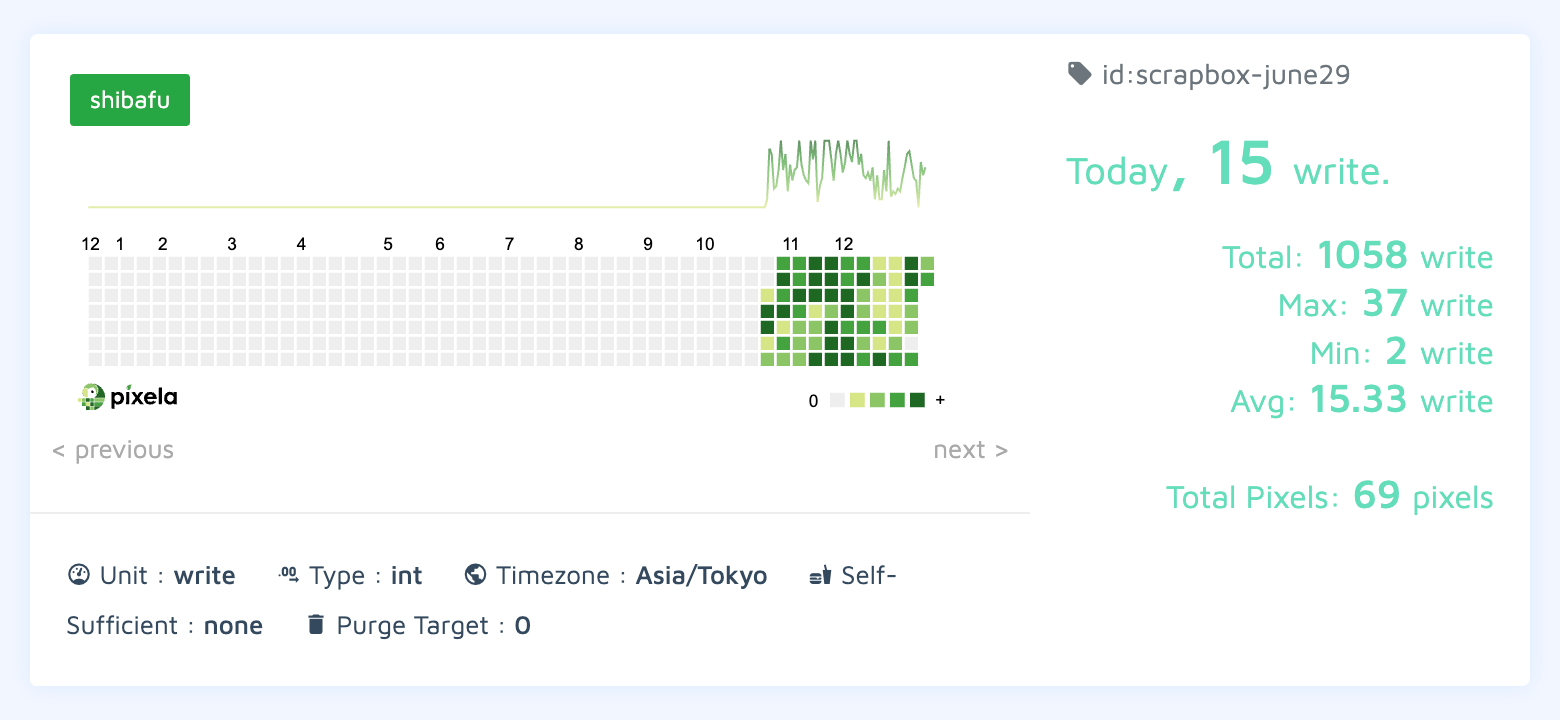 shibafu
12 1 2 3 4 5 6 7 8 9 10 11 12
pixela
0 +
< previous next >
Unit : write .00 Type : int Timezone : Asia/Tokyo Self-
Sufficient : none Purge Target : 0
id:scrapbox-june29
Today, 15 write.
Total: 1058 write
Max: 37 write
Min: 2 write
Avg: 15.33 write
Total Pixels: 69 pixels